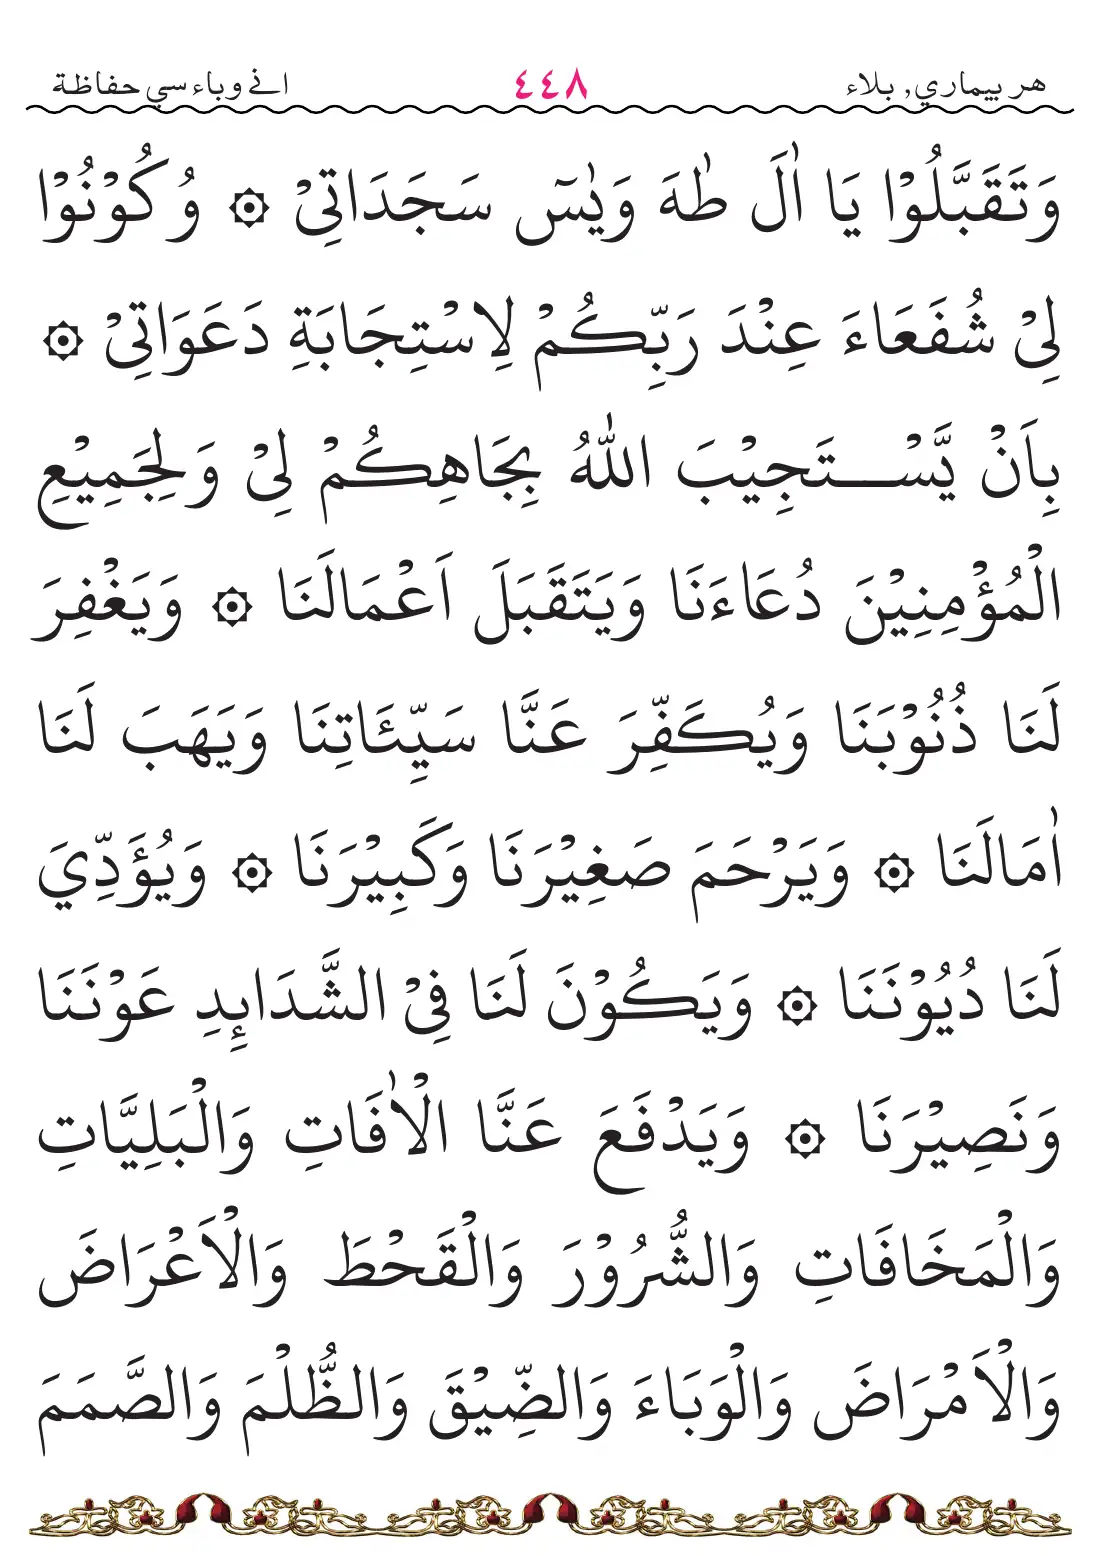 هر بيماري, بلاء ٤٤٨ انے وباء سي حفاظة
وَتَقَبَّلُوْا يَا اٰلَ طٰهَ وَيٰسٓ سَجَدَاتِيْ ۞ وُكُوْنُوْا
لِيْ شُفَعَاءَ عِنْدَ رَبِّكُمْ لِاسْتِجَابَةِ دَعَوَاتِيْ ۞
بِاَنْ يَّسْتَجِيْبَ اللهُ بِجَاهِكُمْ لِيْ وَلِجَمِيْعِ
الْمُؤْمِنِيْنَ دُعَاءَنَا وَيَتَقَبَلَ اَعْمَالَنَا ۞ وَيَغْفِرَ
لَنَا ذُنُوْبَنَا وَيُكَفِّرَ عَنَّا سَيِّئَاتِنَا وَيَهَبَ لَنَا
اٰمَالَنَا ۞ وَيَرْحَمَ صَغِيْرَنَا وَكَبِيْرَنَا ۞ وَيُؤَدِّيَ
لَنَا دُيُوْنَنَا ۞ وَيَكُوْنَ لَنَا فِيْ الشَّدَائِدِ عَوْنَنَا
وَنَصِيْرَنَا ۞ وَيَدْفَعَ عَنَّا الْاٰفَاتِ وَالْبَلِيَّاتِ
وَالْمَخَافَاتِ وَالشُّرُوْرَ وَالْقَحْطَ وَالْاَعْرَاضَ
وَالْاَمْرَاضَ وَالْوَبَاءَ وَالضِّيْقَ وَالظُّلْمَ وَالصَّمَمَ